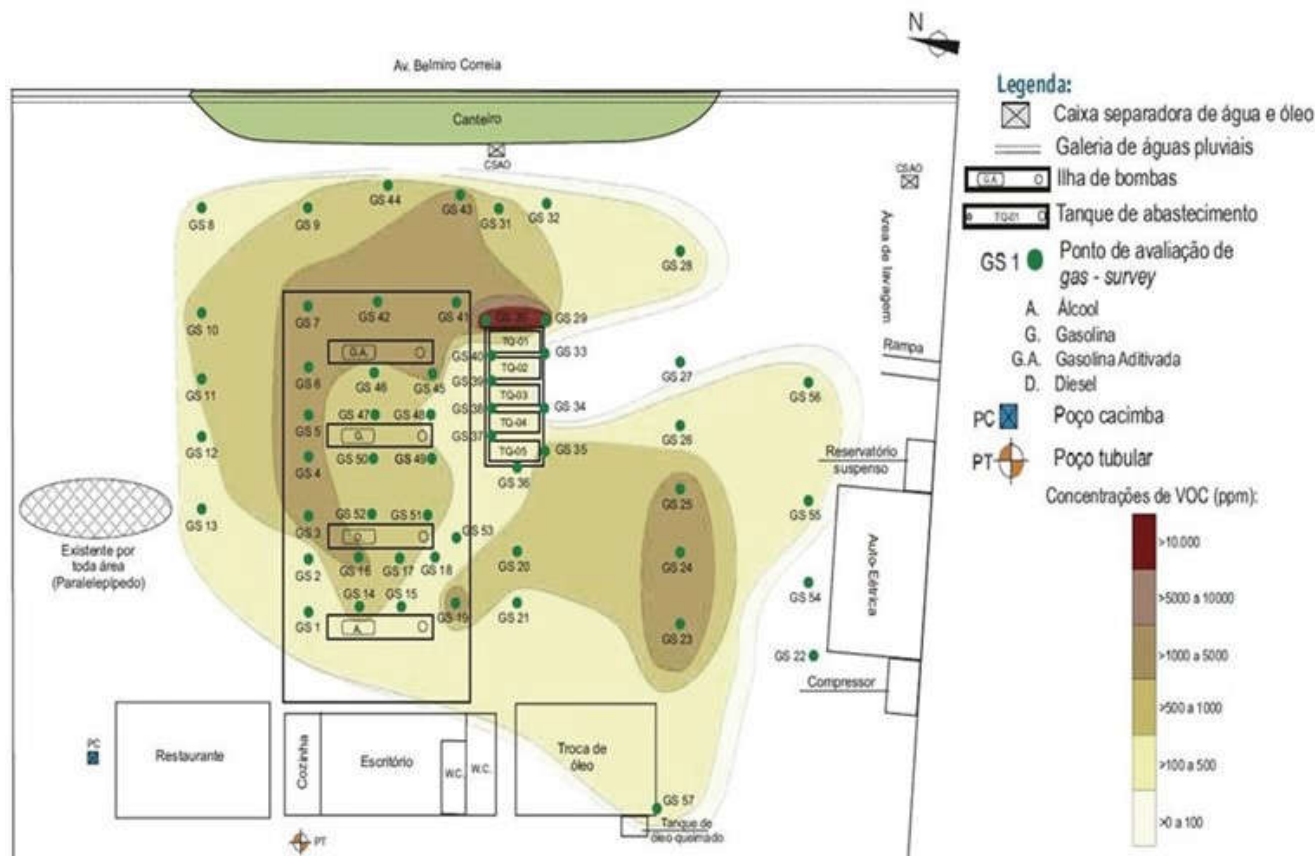 N
Av. Belmiro Correia
Canteiro
CSAO
CSAO
GS 8
GS 9
GS 44
GS 43
GS 31
GS 32
GS 28
Área de lavagem
GS 10
GS 7
GS 42
GS 41
GS 30
GS 29
TQ-01
G.A.
GS 40
GS 33
Rampa
TQ-02
GS 6
GS 46
GS 45
GS 39
GS 27
GS 11
TQ-03
GS 56
GS 5
GS 47
GS 48
GS 38
GS 34
TQ-04
GS 12
G.
GS 37
GS 26
GS 4
GS 50
GS 49
TQ-05
GS 35
Reservatório
suspenso
GS 36
GS 13
GS 25
GS 55
GS 3
GS 52
GS 51
GS 53
Existente por
toda área
(Paralelepípedo)
GS 2
GS 16
GS 17
GS 18
GS 20
GS 24
Auto-Elétrica
GS 54
GS 14
GS 15
GS 1
A.
GS 19
GS 21
GS 23
GS 22
Compressor
PC
Restaurante
Cozinha
Escritório
W.C.
W.C.
Troca de
óleo
GS 57
Tanque de
óleo queimado
PT
Legenda:
Caixa separadora de água e óleo
Galeria de águas pluviais
G.A.
Ilha de bombas
TQ-01
Tanque de abastecimento
GS 1
Ponto de avaliação de
gas - survey
A. Álcool
G. Gasolina
G.A. Gasolina Aditivada
D. Diesel
PC
Poço cacimba
PT
Poço tubular
Concentrações de VOC (ppm):
>10.000
>5000 a 10000
>1000 a 5000
>500 a 1000
>100 a 500
>0 a 100